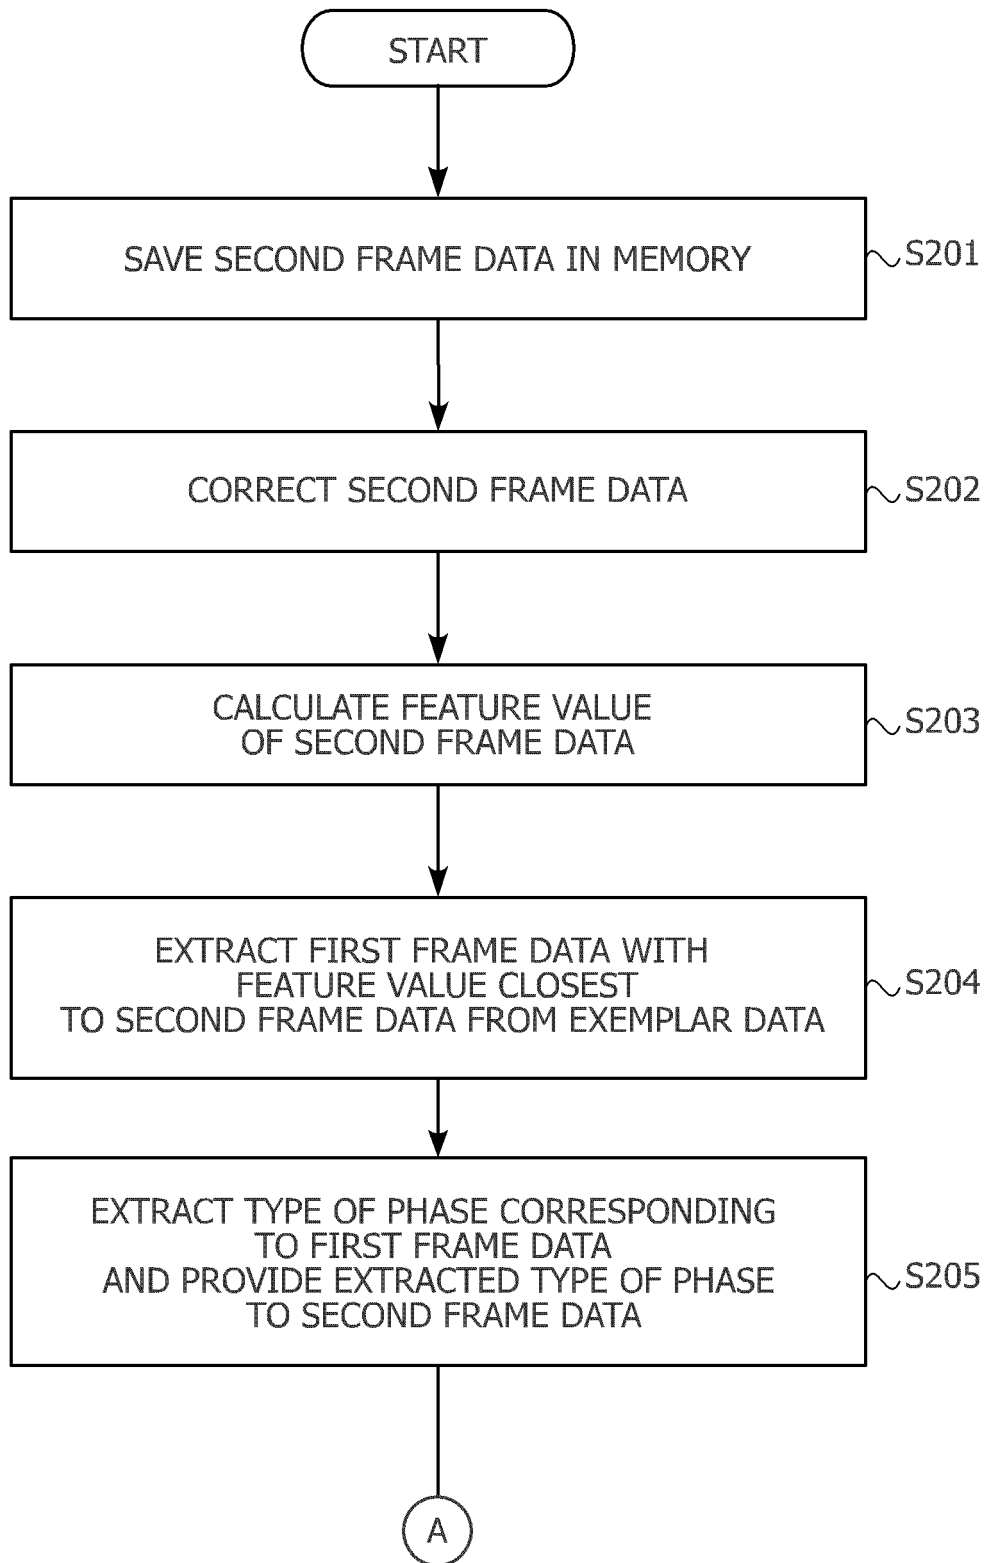 START
SAVE SECOND FRAME DATA IN MEMORY
S201
CORRECT SECOND FRAME DATA
S202
CALCULATE FEATURE VALUE
OF SECOND FRAME DATA
S203
EXTRACT FIRST FRAME DATA WITH
FEATURE VALUE CLOSEST
TO SECOND FRAME DATA FROM EXEMPLAR DATA
S204
EXTRACT TYPE OF PHASE CORRESPONDING
TO FIRST FRAME DATA
AND PROVIDE EXTRACTED TYPE OF PHASE
TO SECOND FRAME DATA
S205
A